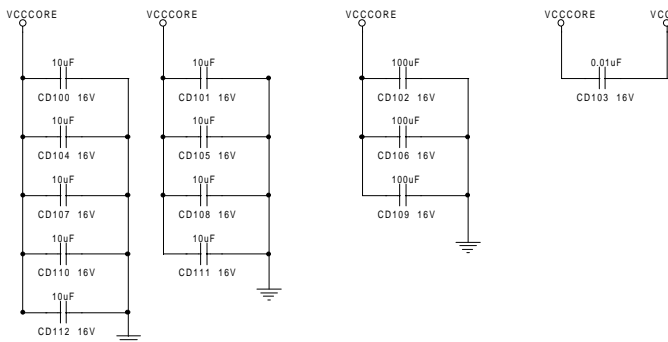 VCCCORE
10uF
CD100 16V
10uF
CD104 16V
10uF
CD107 16V
10uF
CD110 16V
10uF
CD112 16V
VCCCORE
10uF
CD101 16V
10uF
CD105 16V
10uF
CD108 16V
10uF
CD111 16V
VCCCORE
100uF
CD102 16V
100uF
CD106 16V
100uF
CD109 16V
VCCCORE
0.01uF
CD103 16V